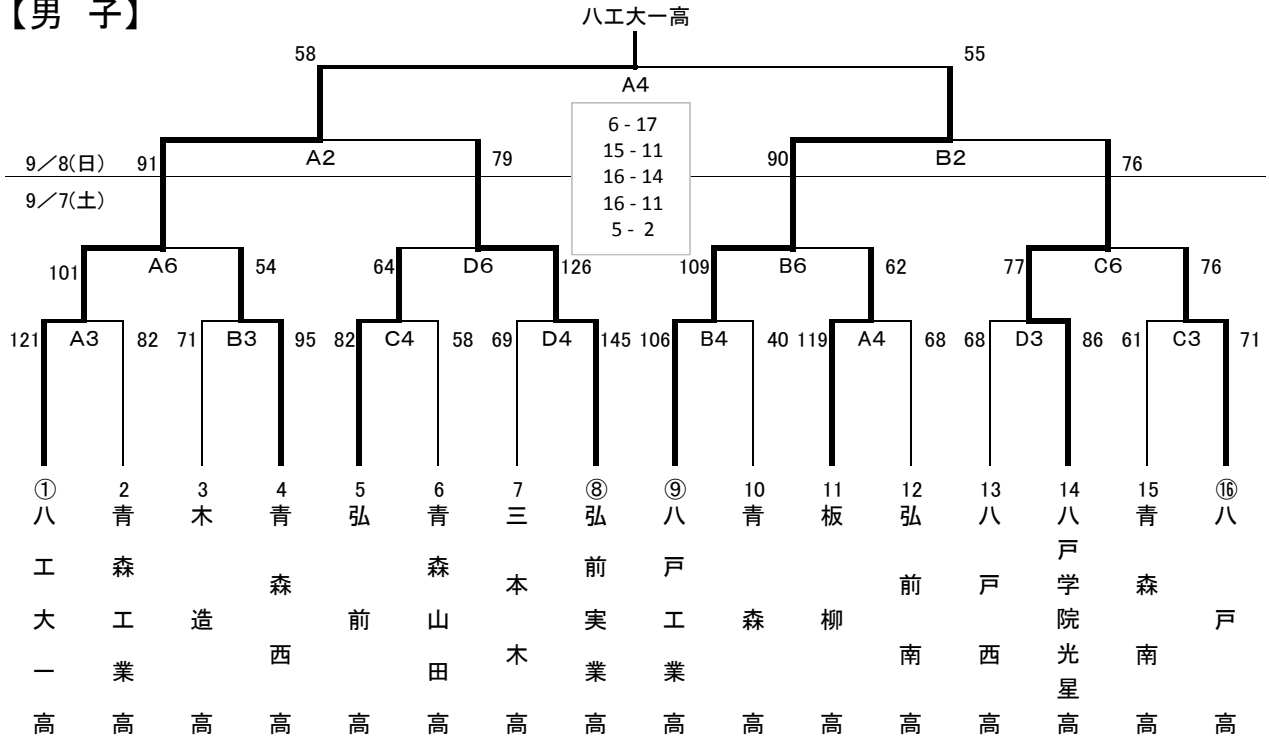 【男 子】
八工大一高
58 55
A4
6 - 17
15 - 11
16 - 14
16 - 11
5 - 2
9／8(日) 91 A2 79 90 B2 76
9／7(土)
101 A6 54 64 D6 126 109 B6 62 77 C6 76
121 A3 82 71 B3 95 82 C4 58 69 D4 145 106 B4 40 119 A4 68 68 D3 86 61 C3 71
① 2 3 4 5 6 7 ⑧ ⑨ 10 11 12 13 14 15 ⑯
八工大一高
青森工業高
木造高
青森西高
弘前高
青森山田高
三本木高
弘前実業高
八戸工業高
青森高
板柳高
弘前南高
八戸西高
八戸学院光星高
青森南高
八戸高